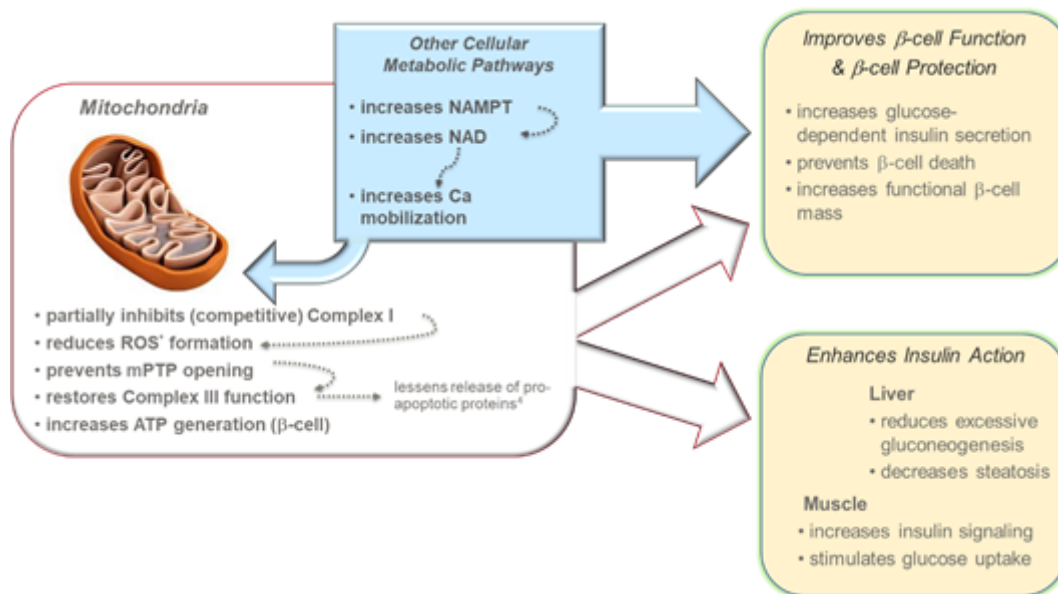 Other Cellular
Metabolic Pathways
• increases NAMPT
• increases NAD
• increases Ca
mobilization
Mitochondria
• partially inhibits (competitive) Complex I
• reduces ROS* formation
• prevents mPTP opening
• restores Complex III function
• increases ATP generation (β-cell)
lessens release of pro-
apoptotic proteins⁴
Improves β-cell Function
& β-cell Protection
• increases glucose-
dependent insulin secretion
• prevents β-cell death
• increases functional β-cell
mass
Enhances Insulin Action
Liver
• reduces excessive
gluconeogenesis
• decreases steatosis
Muscle
• increases insulin signaling
• stimulates glucose uptake